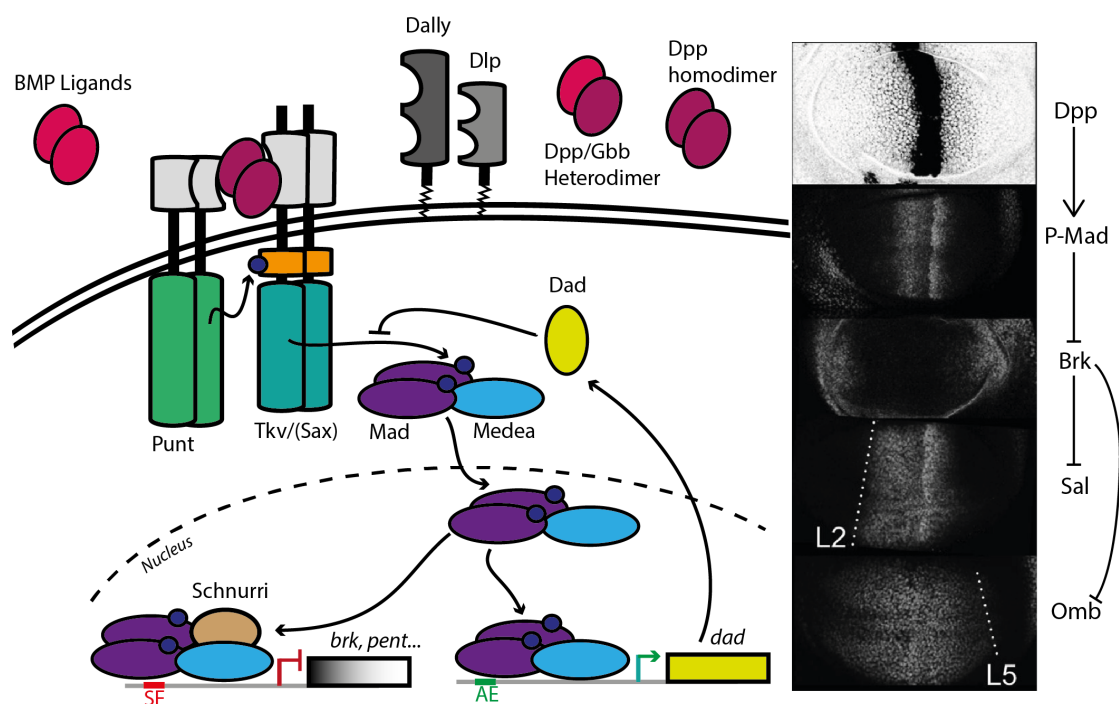 Dally
Dlp
Dpp
homodimer
BMP Ligands
Dpp/Gbb
Heterodimer
Dad
Punt
Tkv/(Sax)
Mad
Medea
Nucleus
Schnurri
brk, pent...
dad
SE
AE
Dpp
P-Mad
Brk
Sal
L2
Omb
L5